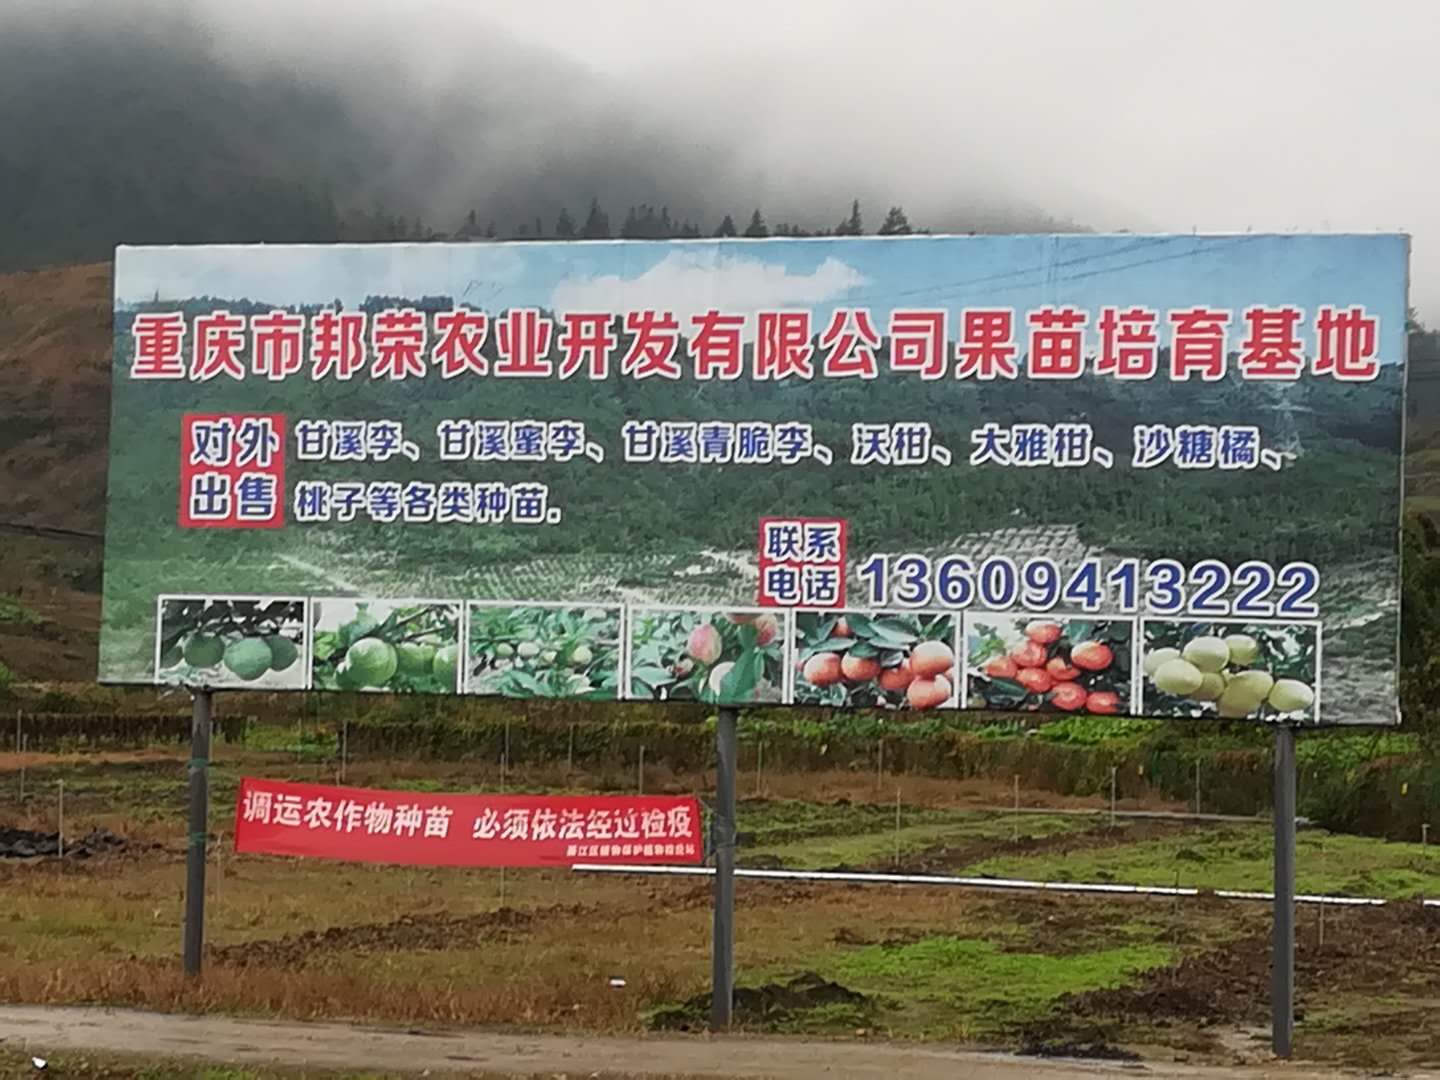 重庆市邦荣农业开发有限公司果苗培育基地
对外
出售
甘溪李、甘溪蜜李、甘溪青脆李、沃柑、大雅柑、沙糖橘、
桃子等各类种苗.
联系
电话
13609413222
调运农作物种苗 必须依法经过检疫